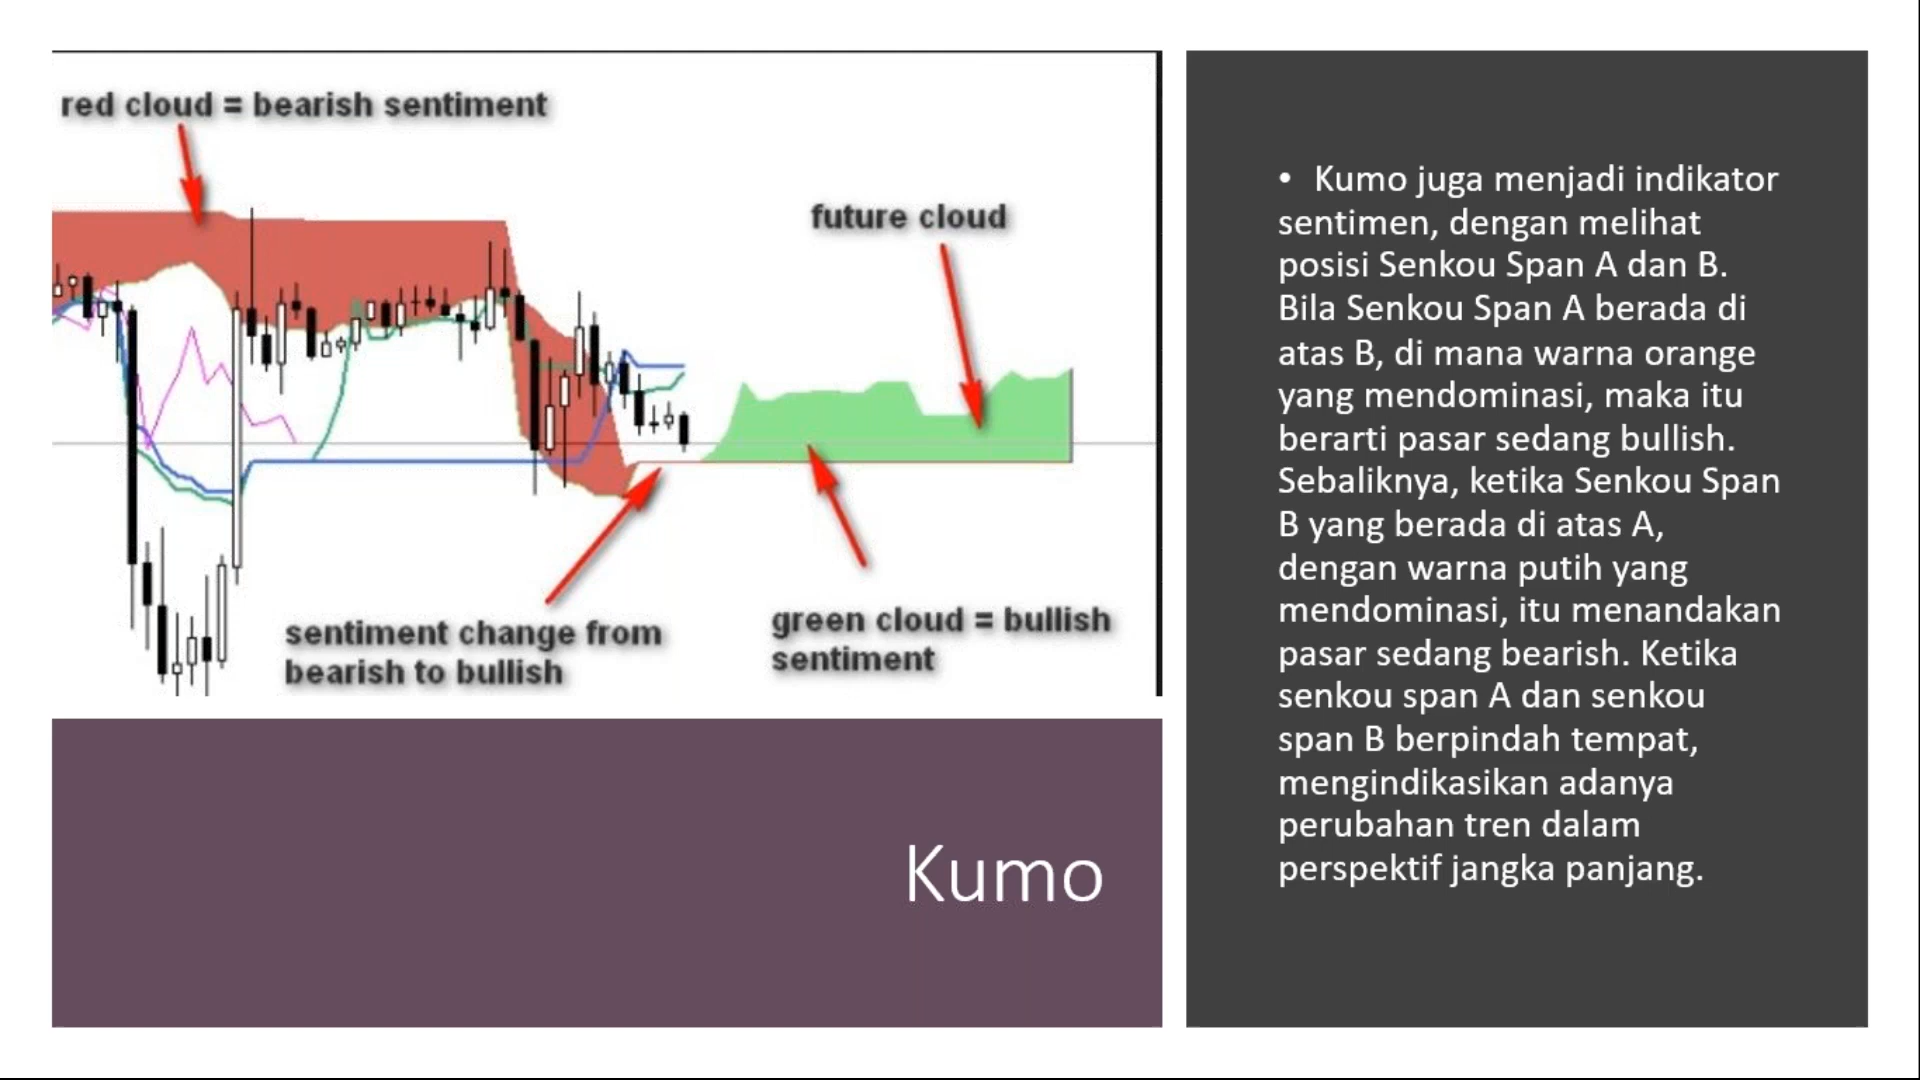 red cloud = bearish sentiment
future cloud
sentiment change from
bearish to bullish
green cloud = bullish
sentiment
Kumo
• Kumo juga menjadi indikator
sentimen, dengan melihat
posisi Senkou Span A dan B.
Bila Senkou Span A berada di
atas B, di mana warna orange
yang mendominasi, maka itu
berarti pasar sedang bullish.
Sebaliknya, ketika Senkou Span
B yang berada di atas A,
dengan warna putih yang
mendominasi, itu menandakan
pasar sedang bearish. Ketika
senkou span A dan senkou
span B berpindah tempat,
mengindikasikan adanya
perubahan tren dalam
perspektif jangka panjang.